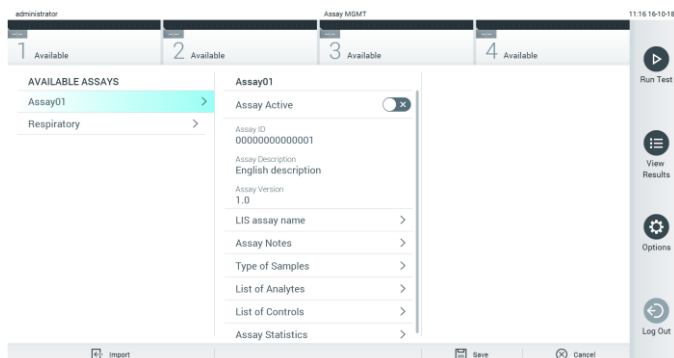 administrator Assay MGMT 11:16 16-10-18
--:-- --:-- --:-- --:--
1 Available 2 Available 3 Available 4 Available
Run Test
AVAILABLE ASSAYS
Assay01
Respiratory
Assay01
Assay Active
Assay ID
00000000000001
Assay Description
English description
Assay Version
1.0
LIS assay name
Assay Notes
Type of Samples
List of Analytes
List of Controls
Assay Statistics
View
Results
Options
Log Out
Import Save Cancel